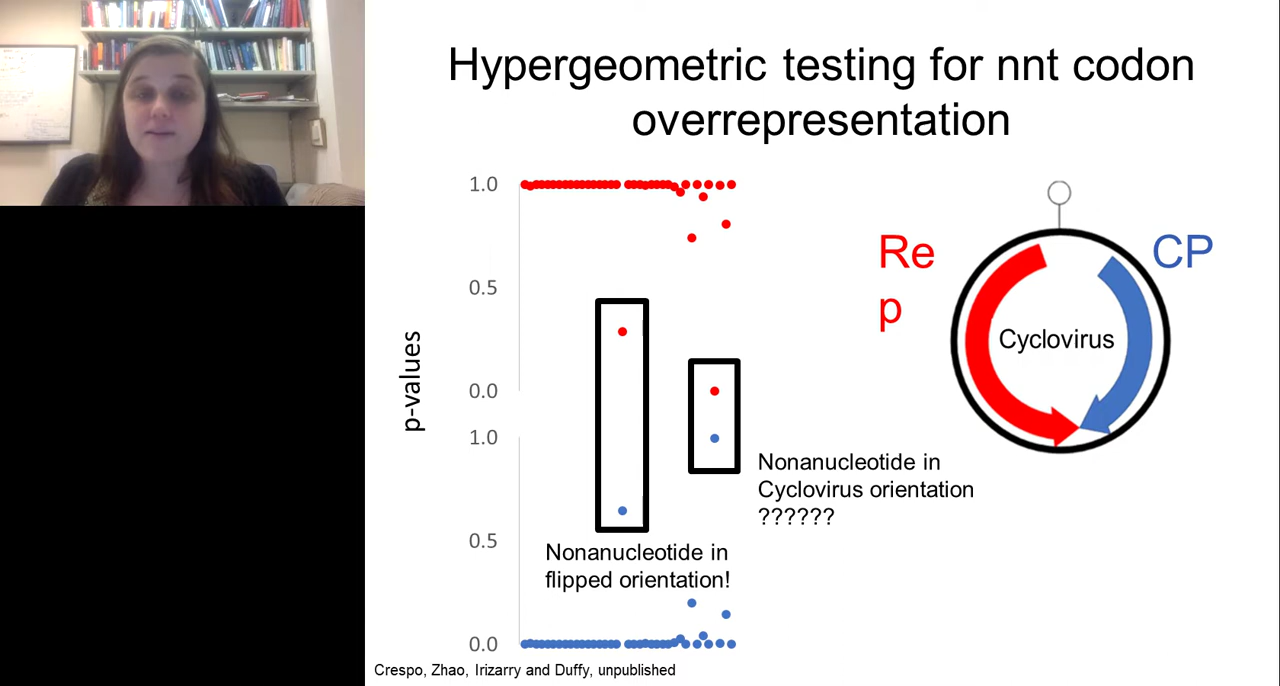 Hypergeometric testing for nnt codon
overrepresentation
1.0
0.5
0.0
1.0
0.5
0.0
p-values
Nonanucleotide in
flipped orientation!
Nonanucleotide in
Cyclovirus orientation
??????
Re
p
CP
Cyclovirus
Crespo, Zhao, Irizarry and Duffy, unpublished